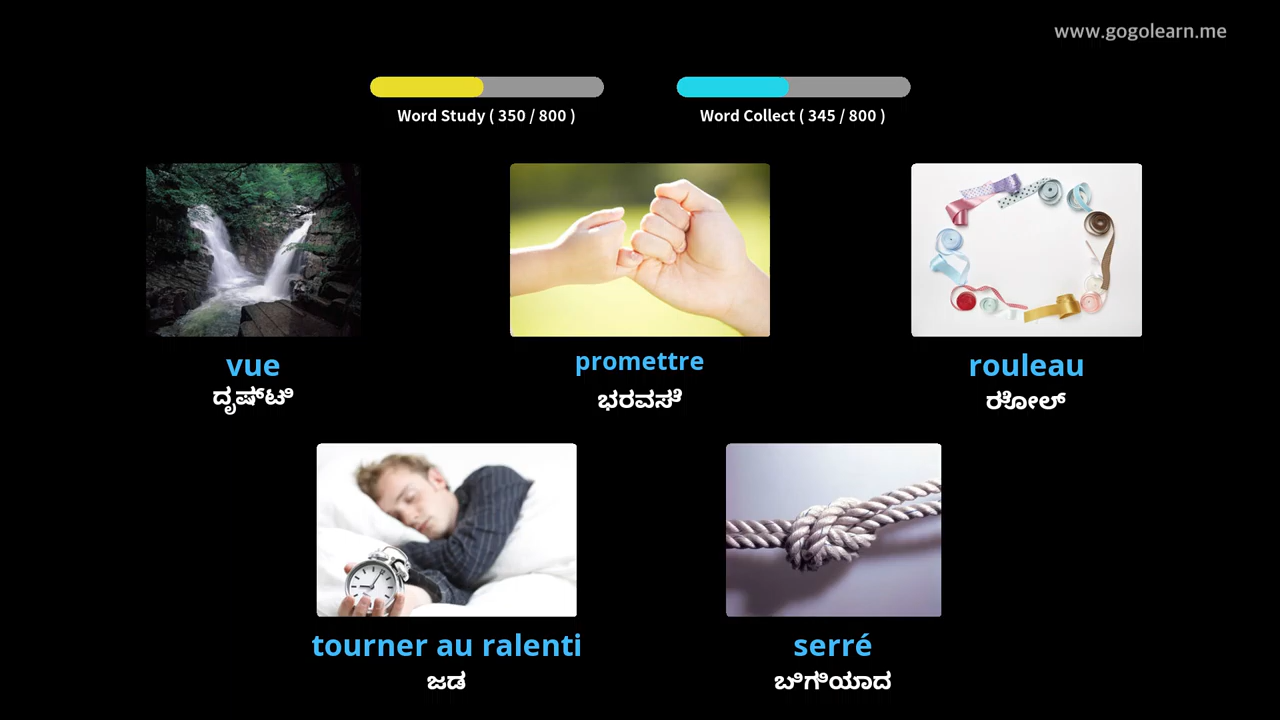 www.gogolearn.me
Word Study ( 350 / 800 )
Word Collect ( 345 / 800 )
vue
ದೃಷ್ಟಿ
promettre
ಭರವಸೆ
rouleau
ರೋಲ್
tourner au ralenti
ಜಡ
serré
ಬಿಗಿಯಾದ